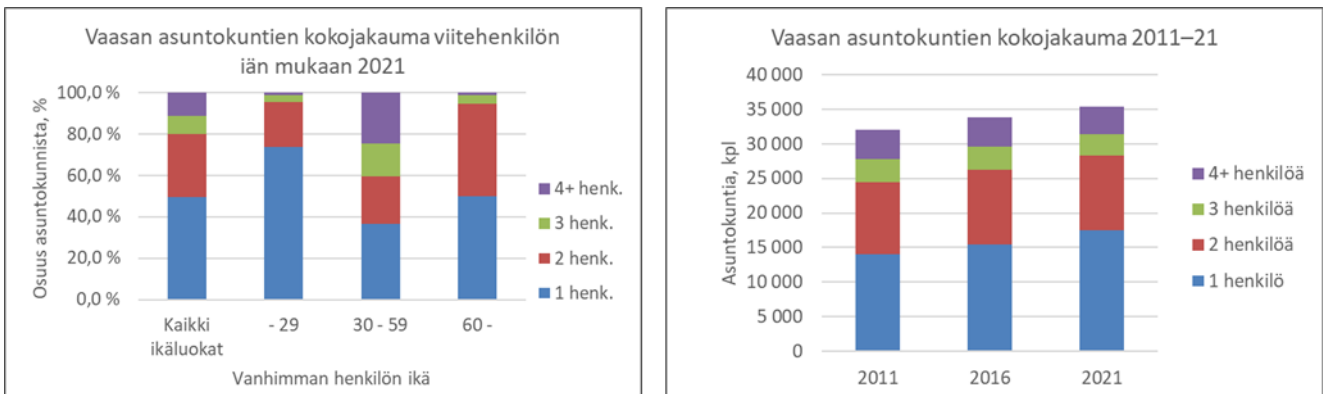 Vaasan asuntokuntien kokojakauma viitehenkilön
iän mukaan 2021
Osuus asuntokunnista, %
100,0 %
80,0 %
60,0 %
40,0 %
20,0 %
0,0 %
4+ henk.
3 henk.
2 henk.
1 henk.
Kaikki
ikäluokat
- 29
30 - 59
60 -
Vanhimman henkilön ikä
Vaasan asuntokuntien kokojakauma 2011–21
Asuntokuntia, kpl
40 000
35 000
30 000
25 000
20 000
15 000
10 000
5 000
0
4+ henkilöä
3 henkilöä
2 henkilöä
1 henkilö
2011
2016
2021